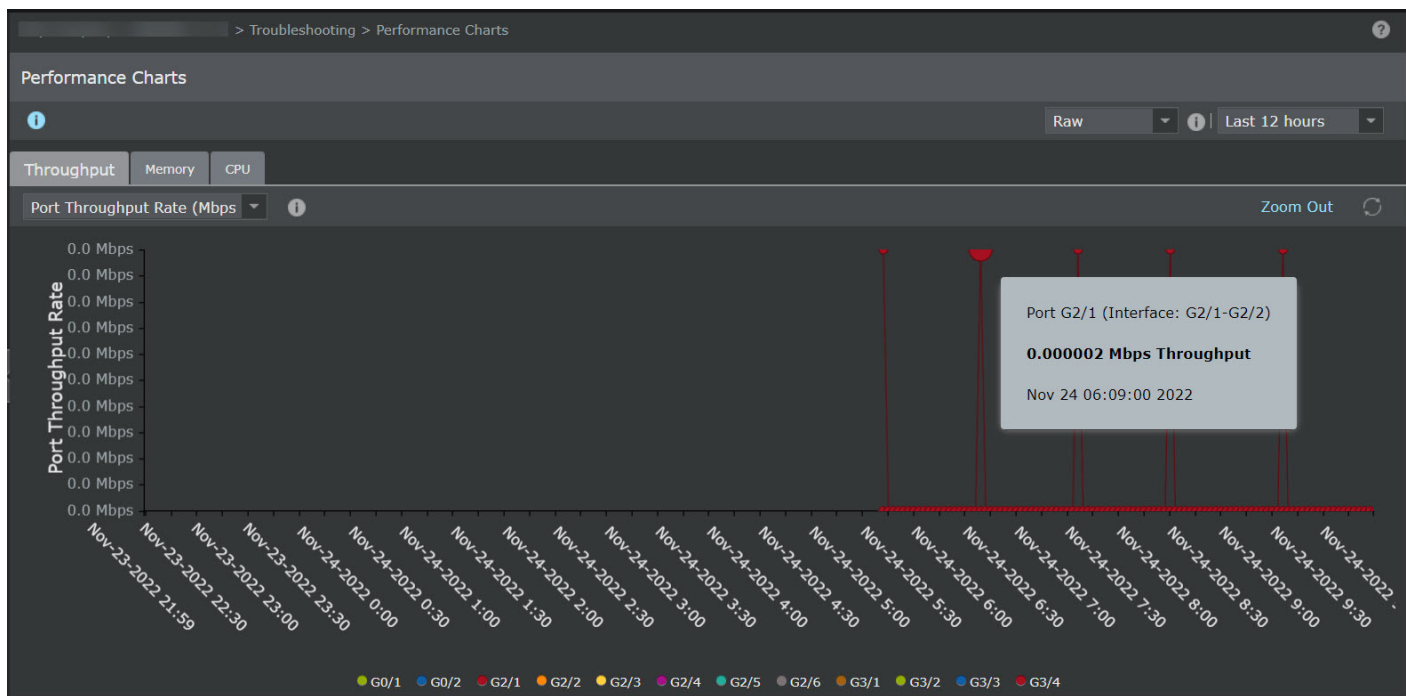 > Troubleshooting > Performance Charts
?
Performance Charts
i
Raw
i
Last 12 hours
Throughput
Memory
CPU
Port Throughput Rate (Mbps
i
Zoom Out
Port Throughput Rate
0.0 Mbps
0.0 Mbps
0.0 Mbps
0.0 Mbps
0.0 Mbps
0.0 Mbps
0.0 Mbps
0.0 Mbps
0.0 Mbps
0.0 Mbps
0.0 Mbps
Port G2/1 (Interface: G2/1-G2/2)
0.000002 Mbps Throughput
Nov 24 06:09:00 2022
Nov-23-2022 21:59
Nov-23-2022 22:30
Nov-23-2022 23:00
Nov-23-2022 23:30
Nov-24-2022 0:00
Nov-24-2022 0:30
Nov-24-2022 1:00
Nov-24-2022 1:30
Nov-24-2022 2:00
Nov-24-2022 2:30
Nov-24-2022 3:00
Nov-24-2022 3:30
Nov-24-2022 4:00
Nov-24-2022 4:30
Nov-24-2022 5:00
Nov-24-2022 5:30
Nov-24-2022 6:00
Nov-24-2022 6:30
Nov-24-2022 7:00
Nov-24-2022 7:30
Nov-24-2022 8:00
Nov-24-2022 8:30
Nov-24-2022 9:00
Nov-24-2022 9:30
Nov-24-2022
G0/1 G0/2 G2/1 G2/2 G2/3 G2/4 G2/5 G2/6 G3/1 G3/2 G3/3 G3/4